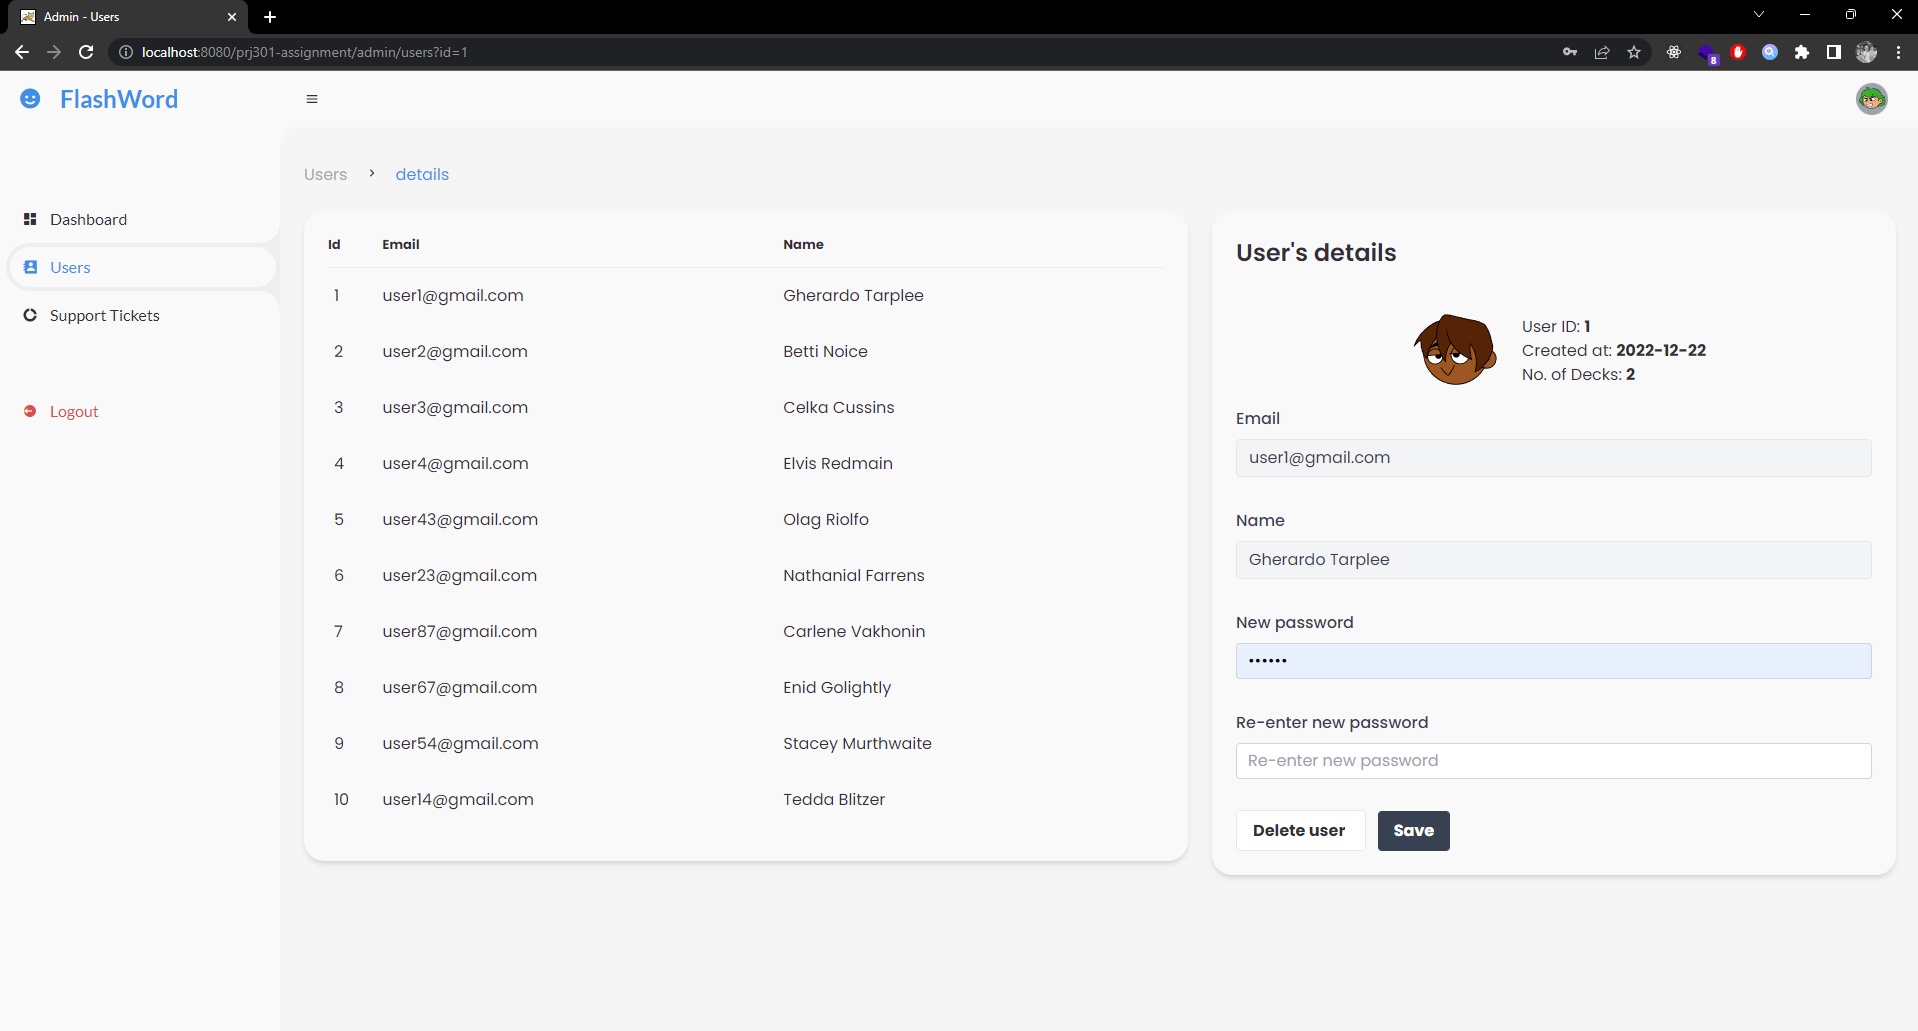 Admin - Users
localhost:8080/prj301-assignment/admin/users?id=1
8
FlashWord
Dashboard
Users
Support Tickets
Logout
Users > details
Id Email Name
1 user1@gmail.com Gherardo Tarplee
2 user2@gmail.com Betti Noice
3 user3@gmail.com Celka Cussins
4 user4@gmail.com Elvis Redmain
5 user43@gmail.com Olag Riolfo
6 user23@gmail.com Nathanial Farrens
7 user87@gmail.com Carlene Vakhonin
8 user67@gmail.com Enid Golightly
9 user54@gmail.com Stacey Murthwaite
10 user14@gmail.com Tedda Blitzer
User's details
User ID: 1
Created at: 2022-12-22
No. of Decks: 2
Email
user1@gmail.com
Name
Gherardo Tarplee
New password
••••••
Re-enter new password
Re-enter new password
Delete user Save